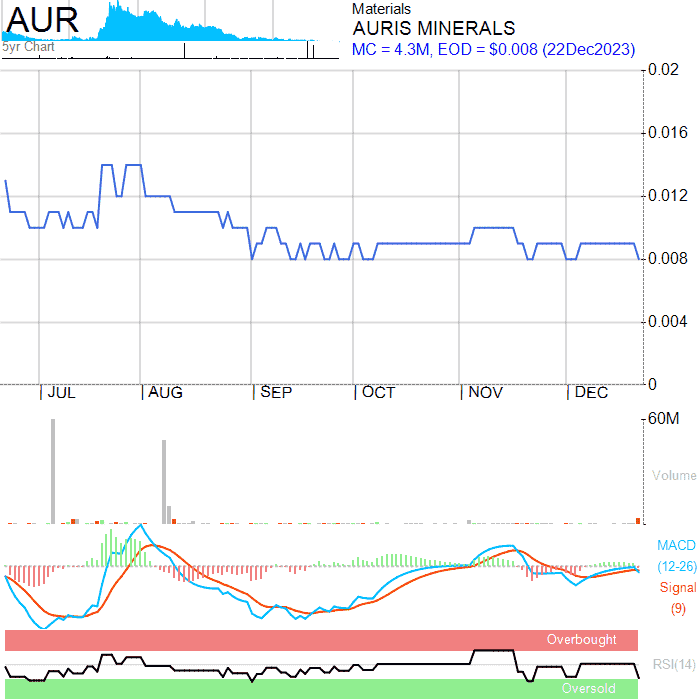 AUR
5yr Chart
Materials
AURIS MINERALS
MC = 4.3M, EOD = $0.008 (22Dec2023)
0.02
0.016
0.012
0.008
0.004
0
JUL AUG SEP OCT NOV DEC
60M
Volume
MACD
(12-26)
Signal
(9)
Overbought
RSI(14)
Oversold